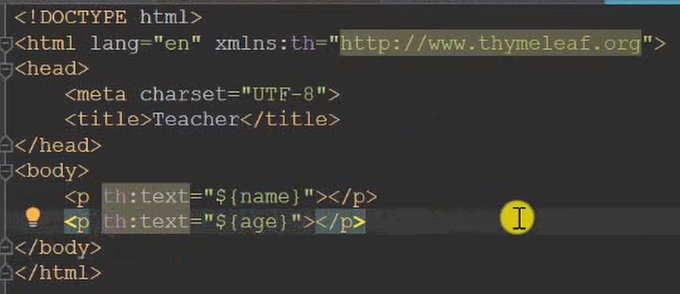 <!DOCTYPE html>
<html lang="en" xmlns:th="http://www.thymeleaf.org">
<head>
    <meta charset="UTF-8">
    <title>Teacher</title>
</head>
<body>
    <p th:text="${name}"></p>
    <p th:text="${age}"></p>
</body>
</html>